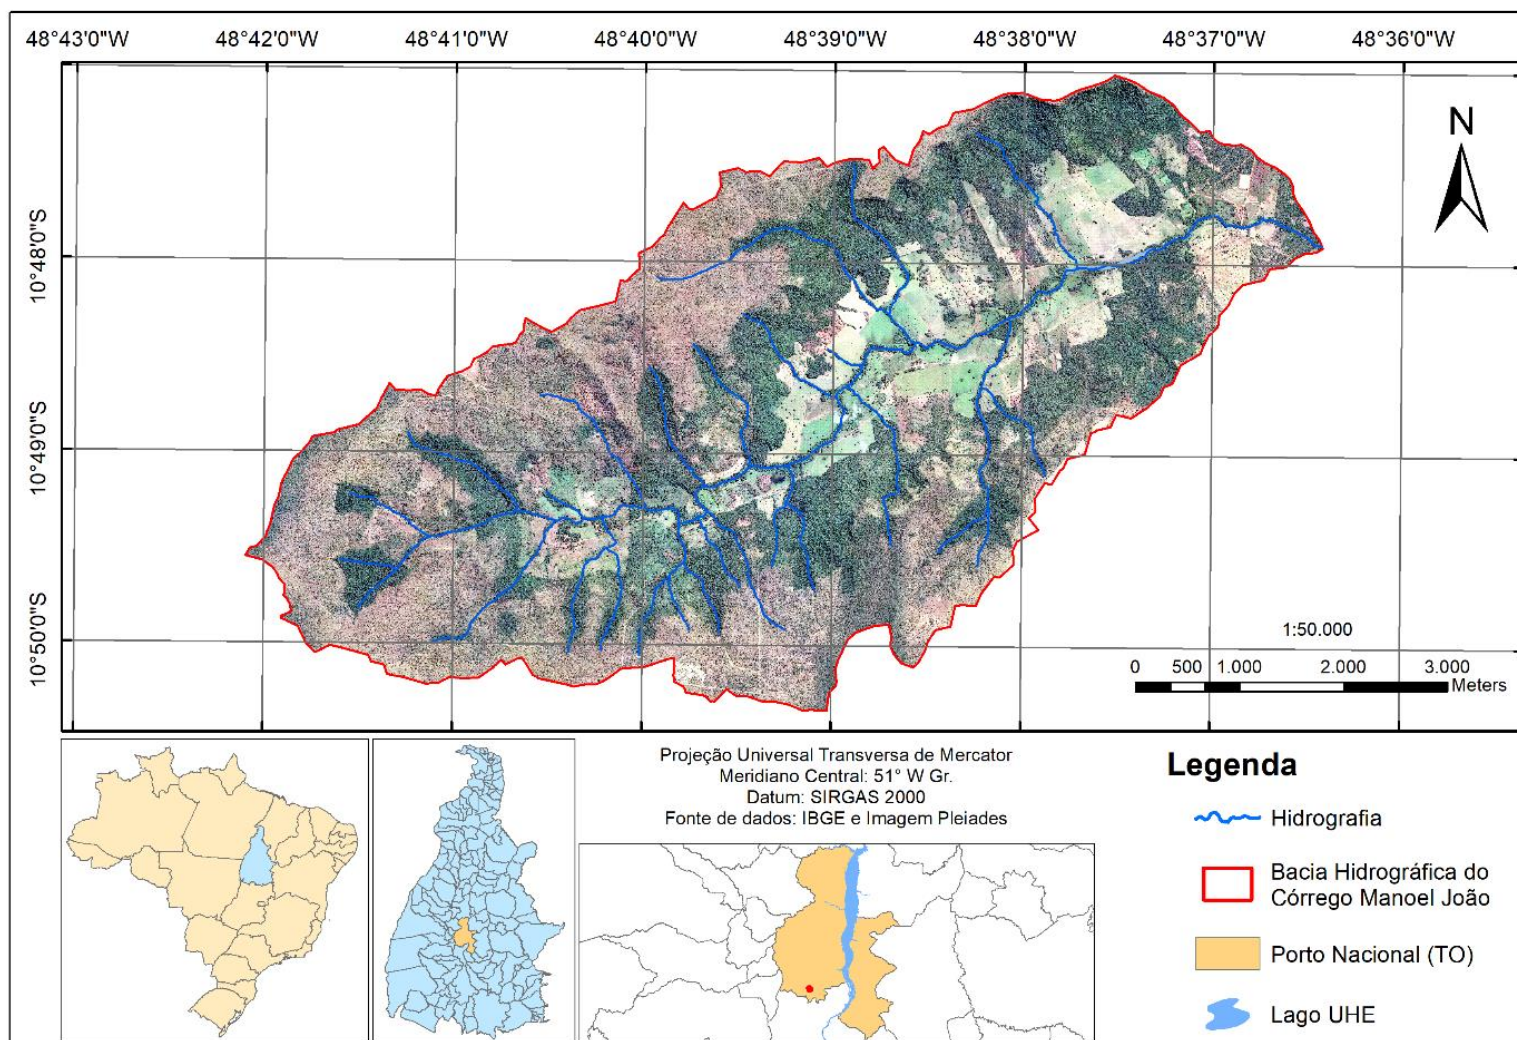 48°43'0"W 48°42'0"W 48°41'0"W 48°40'0"W 48°39'0"W 48°38'0"W 48°37'0"W 48°36'0"W
N
10°48'0"S
10°49'0"S
10°50'0"S
1:50.000
0 500 1.000 2.000 3.000
Meters
Projeção Universal Transversa de Mercator
Meridiano Central: 51° W Gr.
Datum: SIRGAS 2000
Fonte de dados: IBGE e Imagem Pleiades
Legenda
Hidrografia
Bacia Hidrográfica do
Córrego Manoel João
Porto Nacional (TO)
Lago UHE